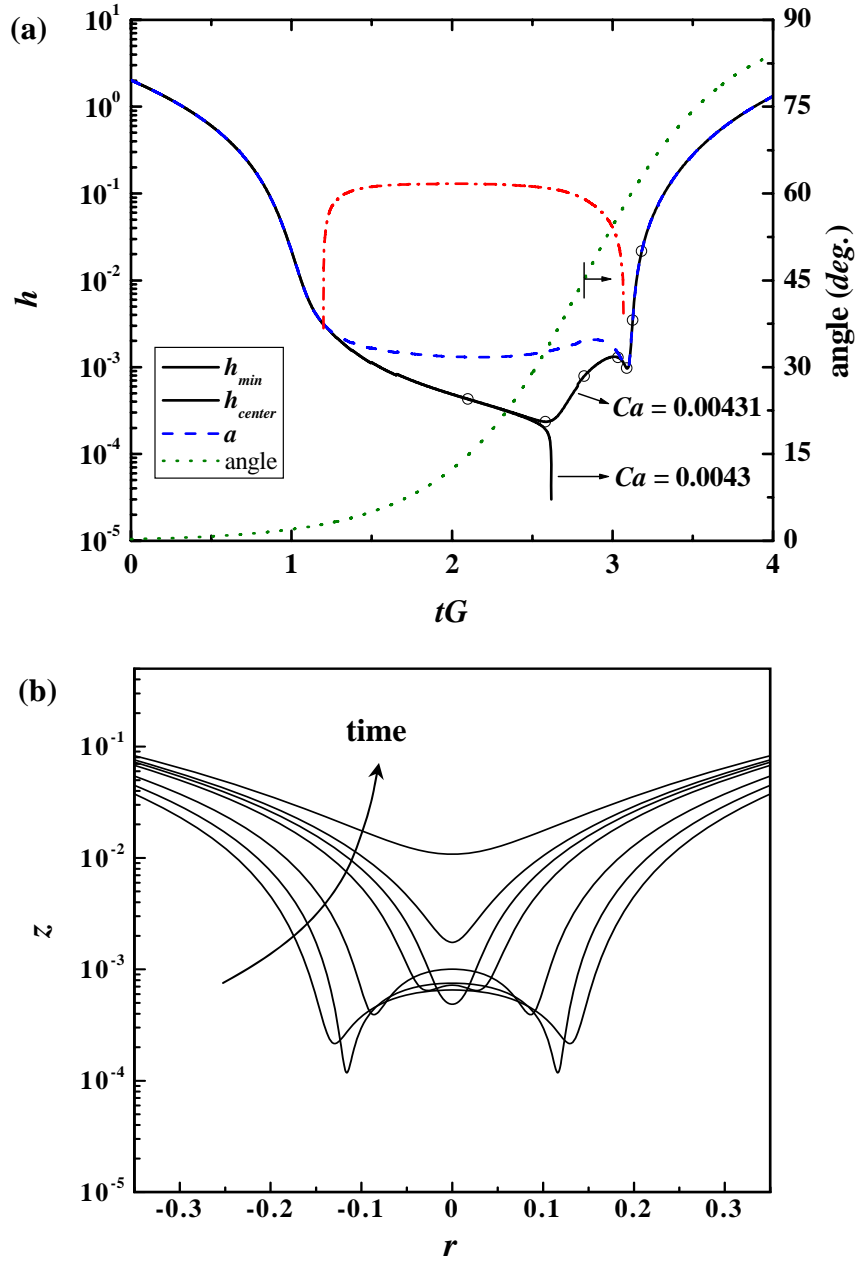 (a)
10^1
10^0
10^-1
10^-2
10^-3
10^-4
10^-5
h
90
75
60
45
30
15
0
angle (deg.)
h_min
h_center
a
angle
Ca = 0.00431
Ca = 0.0043
0 1 2 3 4
tG
(b)
time
10^-1
10^-2
10^-3
10^-4
10^-5
z
-0.3 -0.2 -0.1 0 0.1 0.2 0.3
r